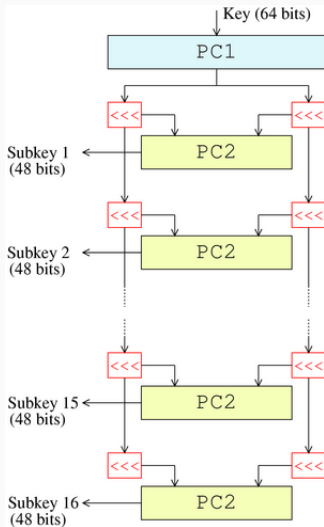 Key (64 bits)
PC1
<<< <<<
Subkey 1
(48 bits)
PC2
<<< <<<
Subkey 2
(48 bits)
PC2
<<< <<<
Subkey 15
(48 bits)
PC2
<<< <<<
Subkey 16
(48 bits)
PC2